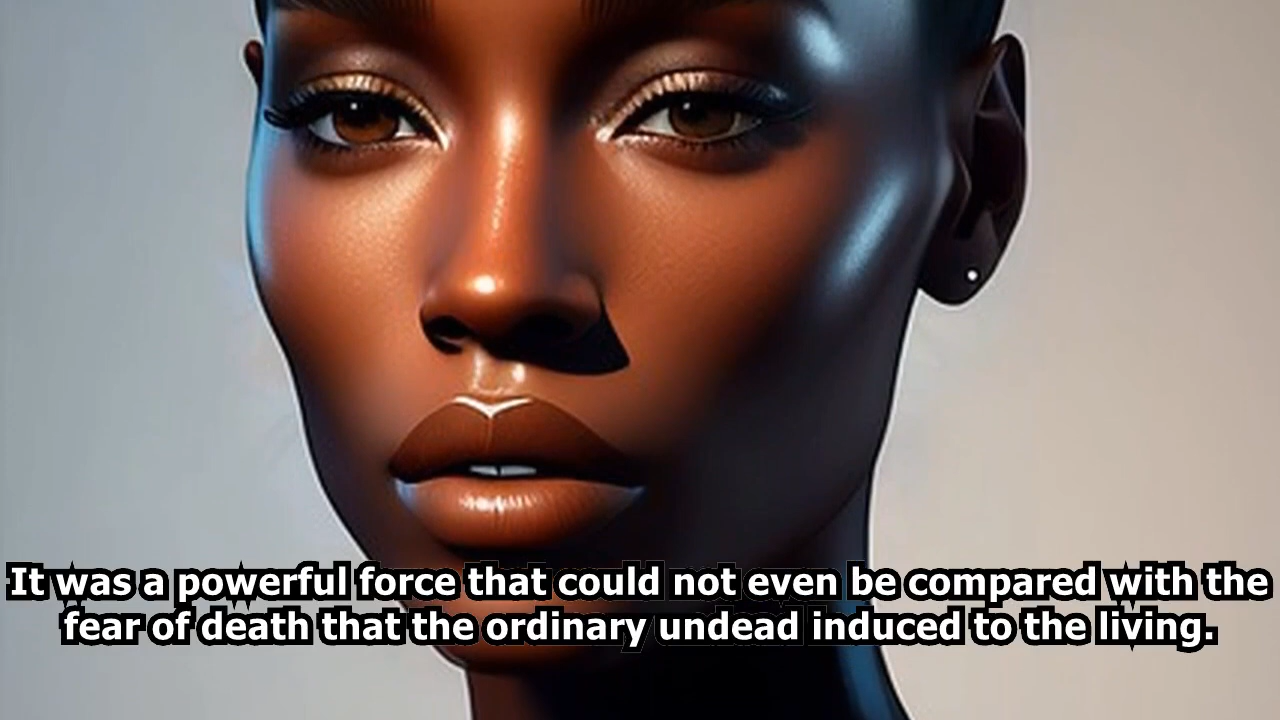 It was a powerful force that could not even be compared with the
fear of death that the ordinary undead induced to the living.